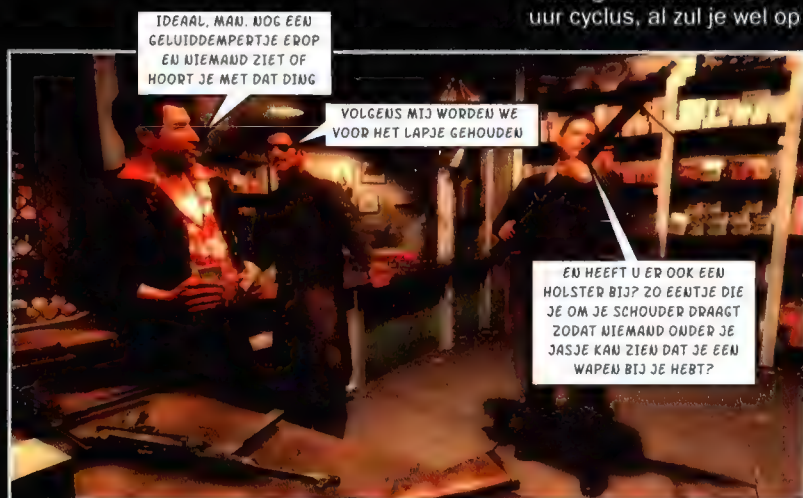 uur cyclus, al zul je wel op
IDEAAL, MAN. NOG EEN
GELUIDDEMPERTJE EROP
EN NIEMAND ZIET OF
HOORT JE MET DAT DING
VOLGENS MIJ WORDEN WE
VOOR HET LAPJE GEHOUDEN
EN HEEFT U ER OOK EEN
HOLSTER BIJ? ZO EENTJE DIE
JE OM JE SCHOUDER DRAAGT
ZODAT NIEMAND ONDER JE
JASJE KAN ZIEN DAT JE EEN
WAPEN BIJ JE HEBT?